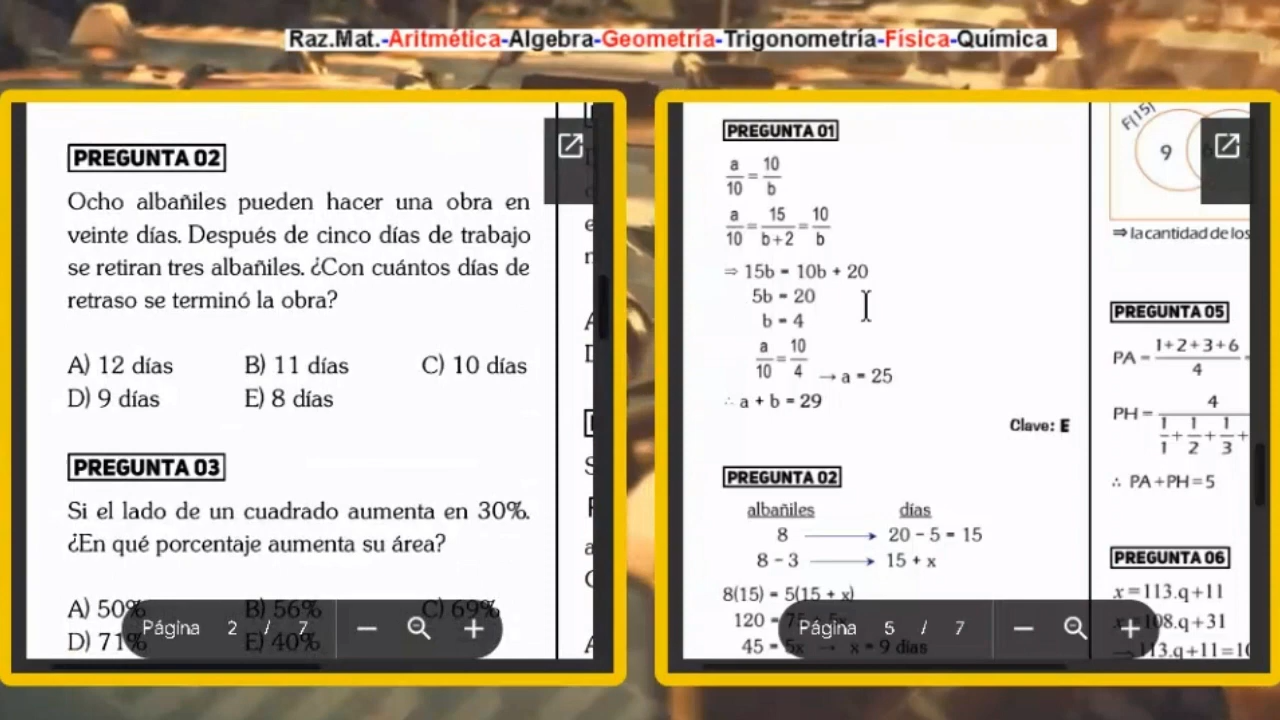 Raz.Mat.-Aritmética-Algebra-Geometría-Trigonometría-Física-Química
PREGUNTA 02
Ocho albañiles pueden hacer una obra en
veinte días. Después de cinco días de trabajo
se retiran tres albañiles. ¿Con cuántos días de
retraso se terminó la obra?
A) 12 días B) 11 días C) 10 días
D) 9 días E) 8 días
PREGUNTA 03
Si el lado de un cuadrado aumenta en 30%.
¿En qué porcentaje aumenta su área?
A) 50% B) 56% C) 69%
D) 71% E) 40%
Página 2 / 7
PREGUNTA 01
a/10 = 10/b
a/10 = 15/b+2 = 10/b
⇒ 15b = 10b + 20
5b = 20
b = 4
a/10 = 10/4 → a = 25
∴ a + b = 29
Clave: E
PREGUNTA 02
albañiles días
8 → 20 - 5 = 15
8 - 3 → 15 + x
8(15) = 5(15 + x)
120 = 75 + 5x
45 = 5x → x = 9 días
Página 5 / 7
F(15)
9
⇒ la cantidad de los
PREGUNTA 05
PA = 1+2+3+6/4
PH = 4/1/1+1/2+1/3+
∴ PA+PH=5
PREGUNTA 06
x=113.q+11
108.q+31
→ 113.q+11=10